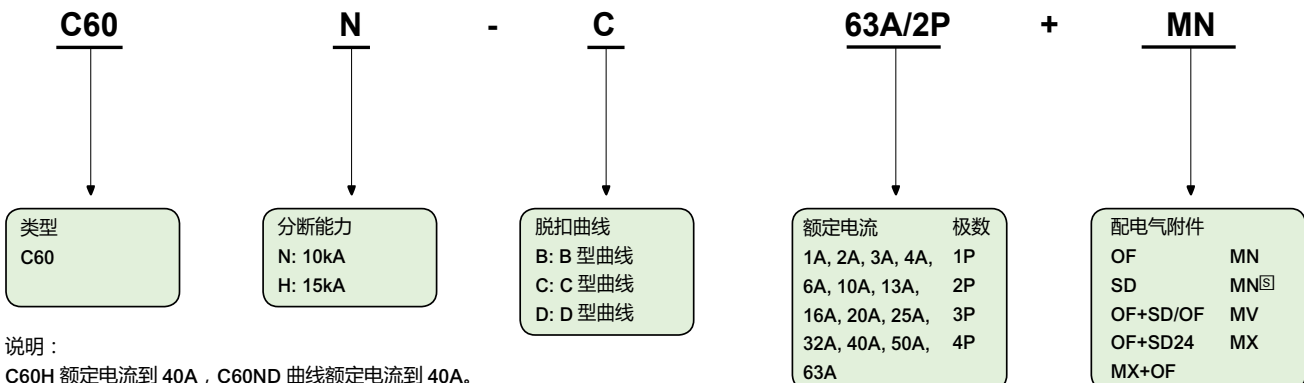 C60 N - C 63A/2P + MN
类型
C60
分断能力
N: 10kA
H: 15kA
脱扣曲线
B: B 型曲线
C: C 型曲线
D: D 型曲线
额定电流 极数
1A, 2A, 3A, 4A, 1P
6A, 10A, 13A, 2P
16A, 20A, 25A, 3P
32A, 40A, 50A, 4P
63A
配电气附件
OF MN
SD MN🅂
OF+SD/OF MV
OF+SD24 MX
MX+OF
说明：
C60H 额定电流到 40A，C60ND 曲线额定电流到 40A。